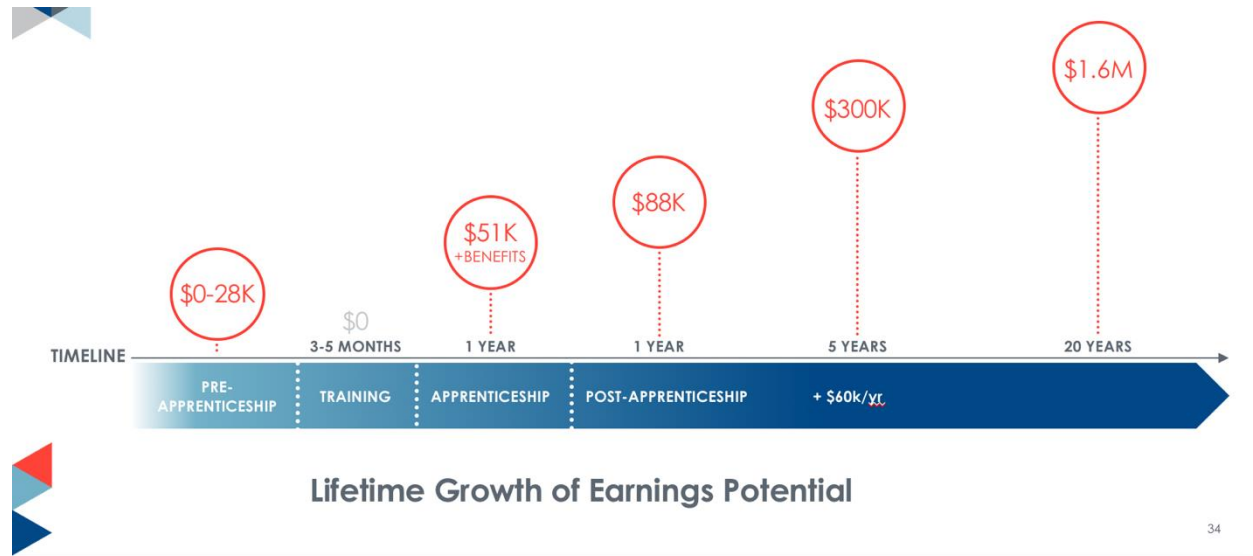 $1.6M
$300K
$88K
$51K
+BENEFITS
$0-28K
$0
TIMELINE
3-5 MONTHS
1 YEAR
1 YEAR
5 YEARS
20 YEARS
PRE-
APPRENTICESHIP
TRAINING
APPRENTICESHIP
POST-APPRENTICESHIP
+ $60k/yr
Lifetime Growth of Earnings Potential
34